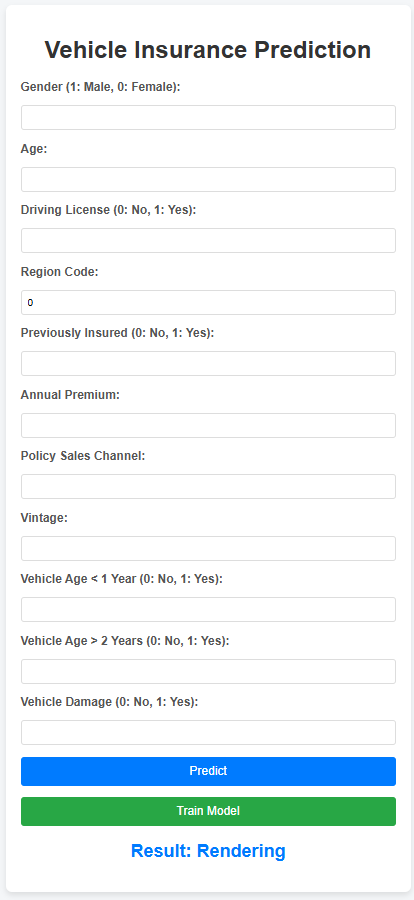 Vehicle Insurance Prediction
Gender (1: Male, 0: Female):
Age:
Driving License (0: No, 1: Yes):
Region Code:
0
Previously Insured (0: No, 1: Yes):
Annual Premium:
Policy Sales Channel:
Vintage:
Vehicle Age < 1 Year (0: No, 1: Yes):
Vehicle Age > 2 Years (0: No, 1: Yes):
Vehicle Damage (0: No, 1: Yes):
Predict
Train Model
Result: Rendering